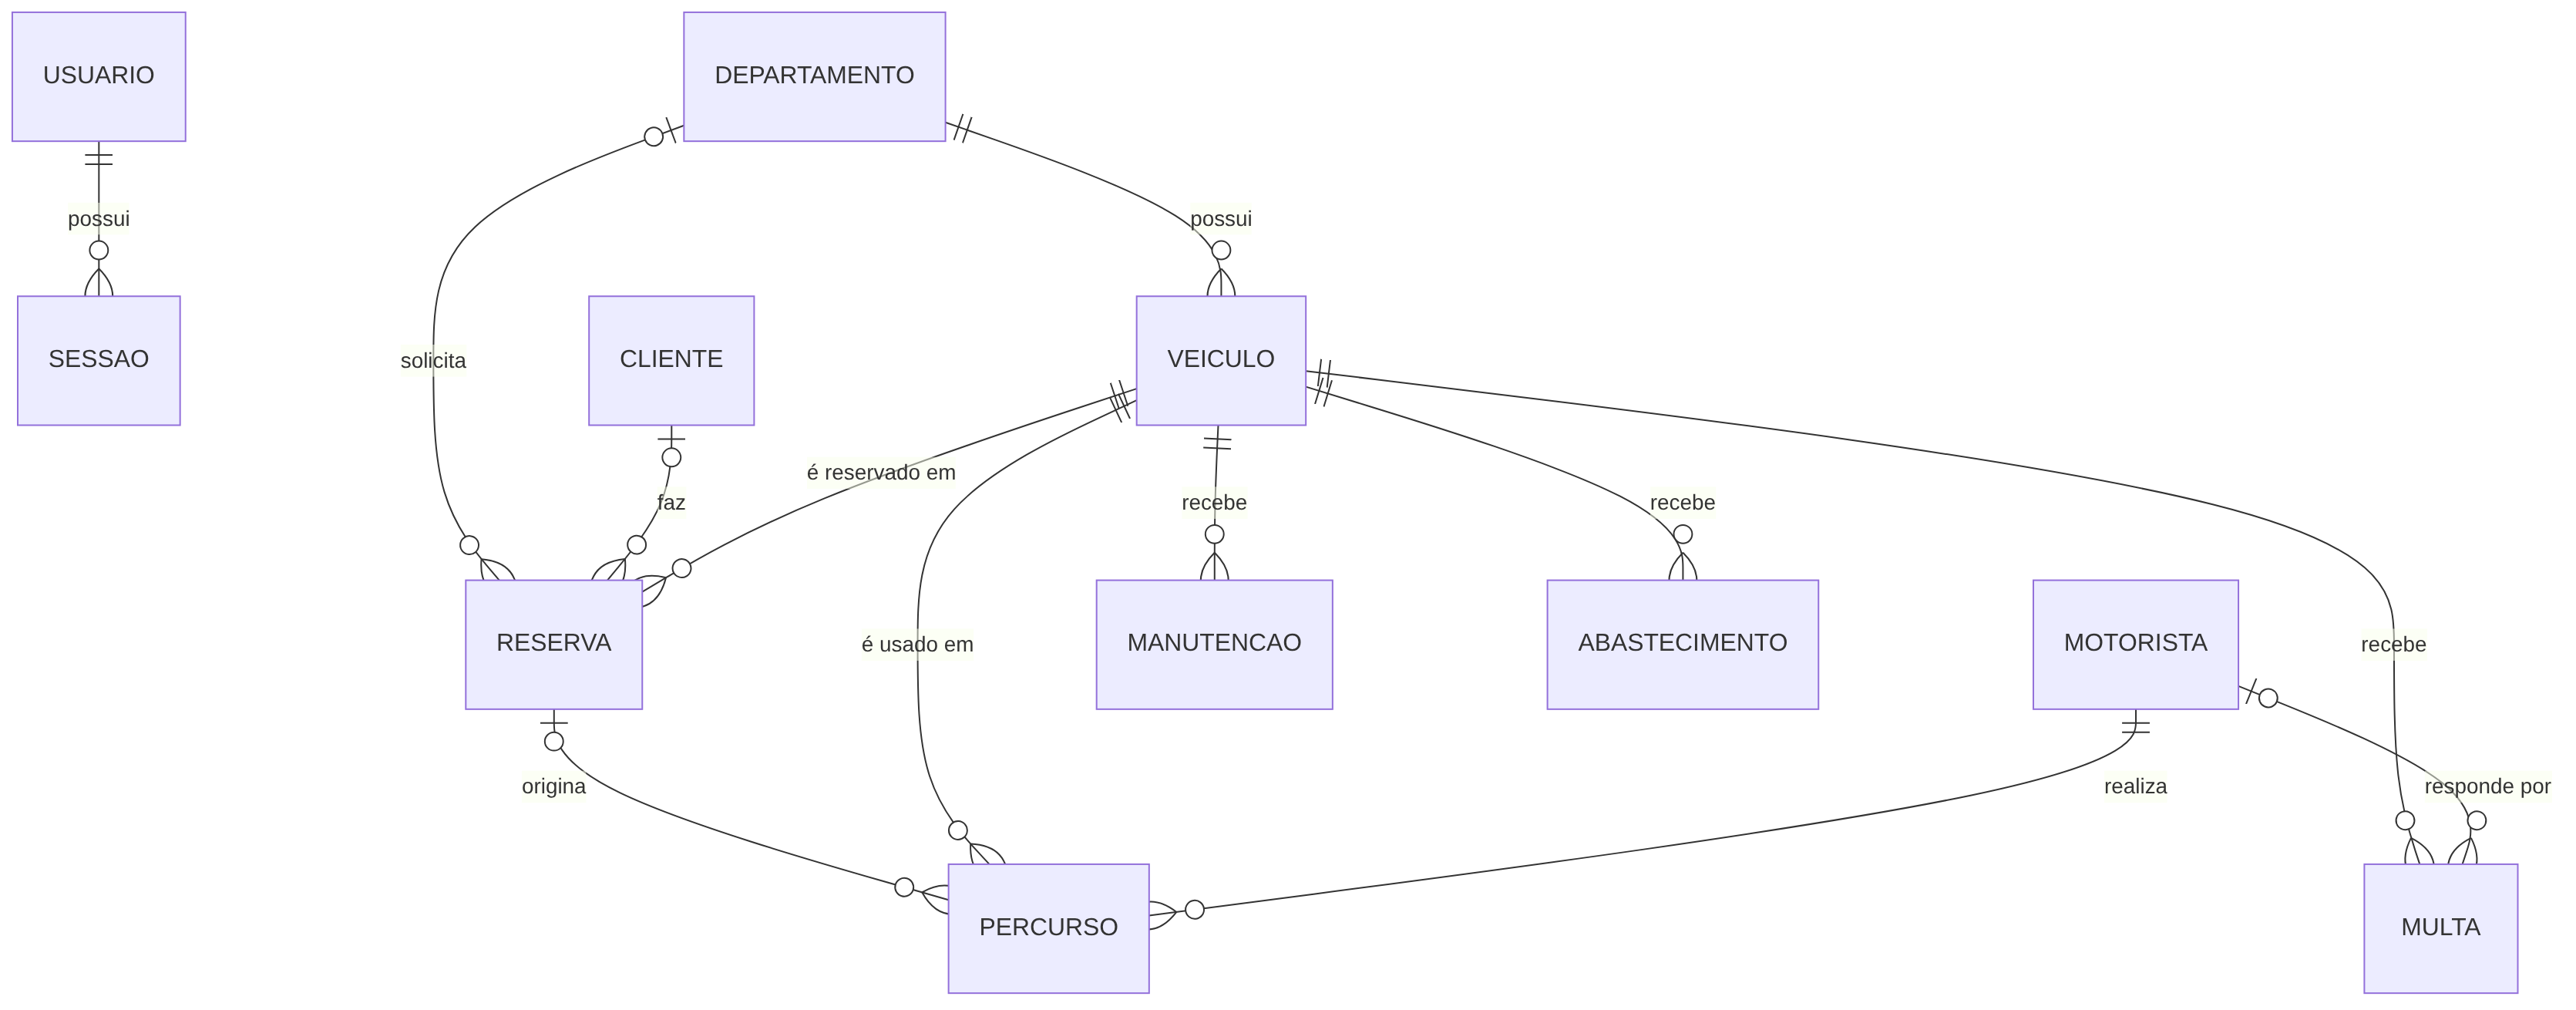 USUARIO
DEPARTAMENTO
possui
possui
SESSAO
solicita
CLIENTE
VEICULO
é reservado em
faz
recebe
recebe
RESERVA
é usado em
MANUTENCAO
ABASTECIMENTO
MOTORISTA
recebe
origina
realiza
responde por
PERCURSO
MULTA